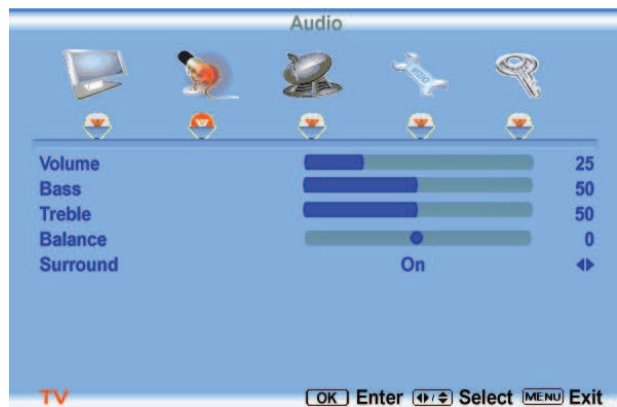 Audio
Volume 25
Bass 50
Treble 50
Balance 0
Surround On
TV OK Enter Select MENU Exit